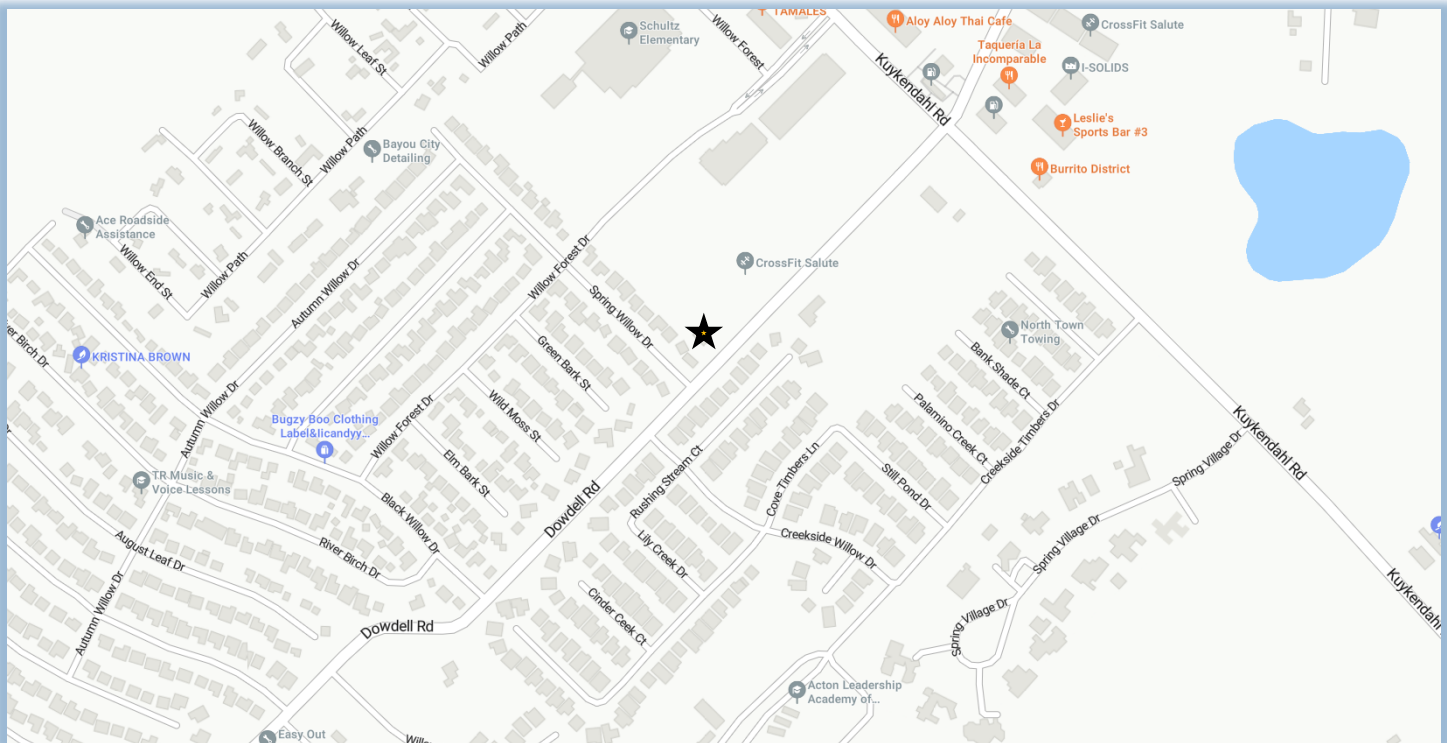 TAMALES
Aloy Aloy Thai Cafe
CrossFit Salute
Schultz
Elementary
Willow Forest
Willow Path
Willow Leaf St
Taqueria La
Incomparable
I-SOLIDS
Kuykendahl Rd
Leslie's
Sports Bar #3
Burrito District
Willow Branch St
Willow Path
Bayou City
Detailing
Ace Roadside
Assistance
Willow End St
Willow Path
Autumn Willow Dr
Willow Forest Dr
CrossFit Salute
Spring Willow Dr
North Town
Towing
er Birch Dr
KRISTINA BROWN
Green Bark St
Bank Shade Ct
Autumn Willow Dr
Bugzy Boo Clothing
Label&licandyy...
Willow Forest Dr
Wild Moss St
Palamino Creek Ct
Creekside Timbers Dr
Kuykendahl Rd
Spring Village Dr
TR Music &
Voice Lessons
Elm Bark St
Rushing Stream Ct
Cove Timbers Ln
Still Pond Dr
Dowdell Rd
Black Willow Dr
August Leaf Dr
River Birch Dr
Lily Creek Dr
Creekside Willow Dr
Spring Village Dr
Kuykendahl
Autumn Willow Dr
Cinder Ceek Ct
Spring Village Dr
Spring Village Dr
Dowdell Rd
Acton Leadership
Academy of...
Easy Out